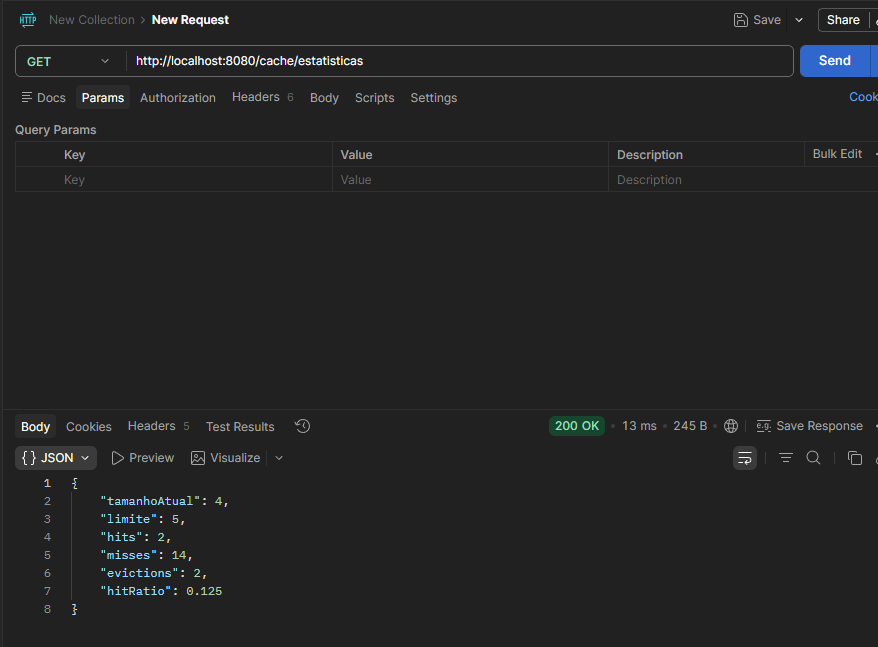 HTTP New Collection > New Request Save Share
GET http://localhost:8080/cache/estatisticas Send
Docs Params Authorization Headers 6 Body Scripts Settings Cook
Query Params
Key Value Description Bulk Edit
Key Value Description
Body Cookies Headers 5 Test Results 200 OK • 13 ms • 245 B • e.g. Save Response
{} JSON Preview Visualize
1 {
2 "tamanhoAtual": 4,
3 "limite": 5,
4 "hits": 2,
5 "misses": 14,
6 "evictions": 2,
7 "hitRatio": 0.125
8 }